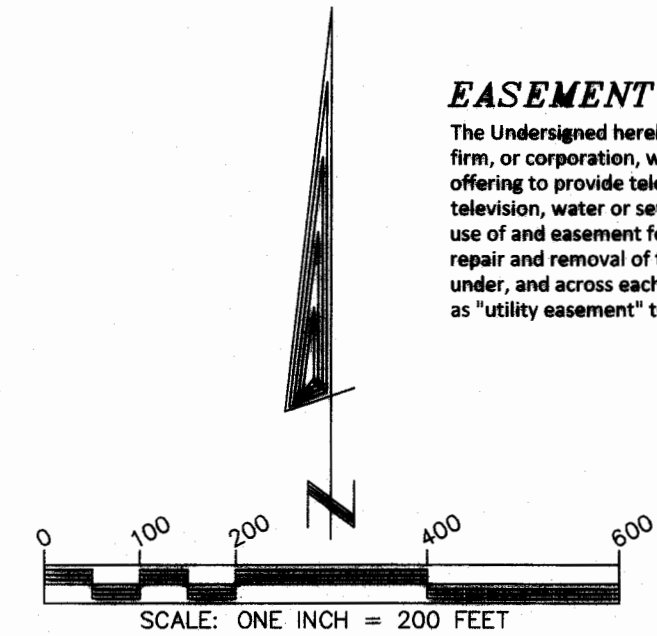 EASEMENT
The Undersigned herel
firm, or corporation, w
offering to provide tele
television, water or se
use of and easement f
repair and removal of t
under, and across each
as "utility easement" t
N
0 100 200 400 600
SCALE: ONE INCH = 200 FEET